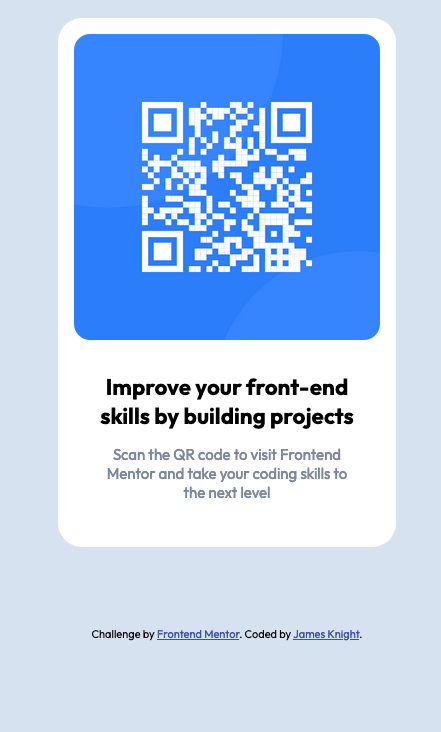 Improve your front-end
skills by building projects
Scan the QR code to visit Frontend
Mentor and take your coding skills to
the next level
Challenge by Frontend Mentor. Coded by James Knight.